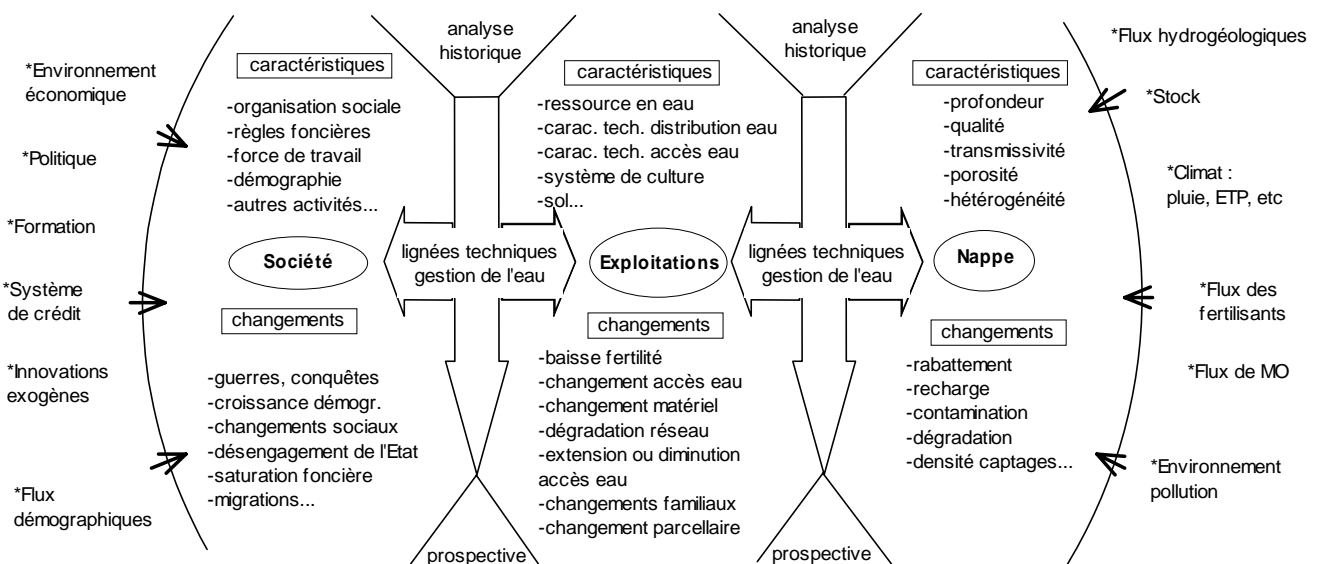 *Environnement
économique
*Politique
*Formation
*Système
de crédit
*Innovations
exogènes
*Flux
démographiques
caractéristiques
-organisation sociale
-règles foncières
-force de travail
-démographie
-autres activités...
Société
changements
-guerres, conquêtes
-croissance démogr.
-changements sociaux
-désengagement de l'Etat
-saturation foncière
-migrations...
analyse
historique
lignées techniques
gestion de l'eau
prospective
caractéristiques
-ressource en eau
-carac. tech. distribution eau
-carac. tech. accès eau
-système de culture
-sol...
Exploitations
changements
-baisse fertilité
-changement accès eau
-changement matériel
-dégradation réseau
-extension ou diminution
accès eau
-changements familiaux
-changement parcellaire
analyse
historique
lignées techniques
gestion de l'eau
prospective
caractéristiques
-profondeur
-qualité
-transmissivité
-porosité
-hétérogénéité
Nappe
changements
-rabattement
-recharge
-contamination
-dégradation
-densité captages...
*Flux hydrogéologiques
*Stock
*Climat :
pluie, ETP, etc
*Flux des
fertilisants
*Flux de MO
*Environnement
pollution